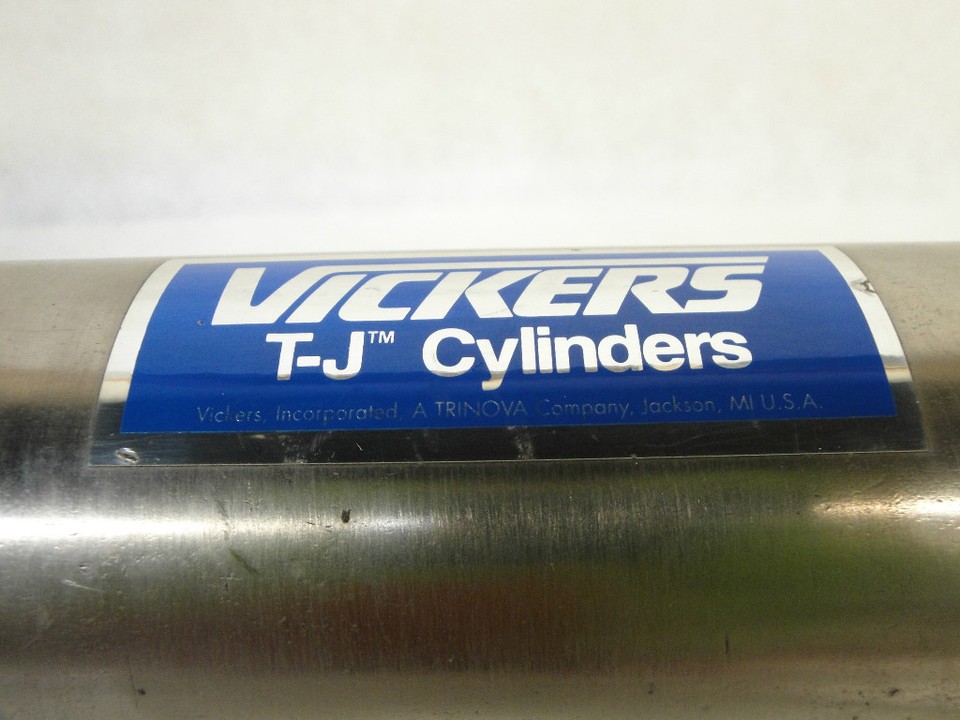 VICKERS
T-J™ Cylinders
Vickers, Incorporated, A TRINOVA Company, Jackson, MI U.S.A.